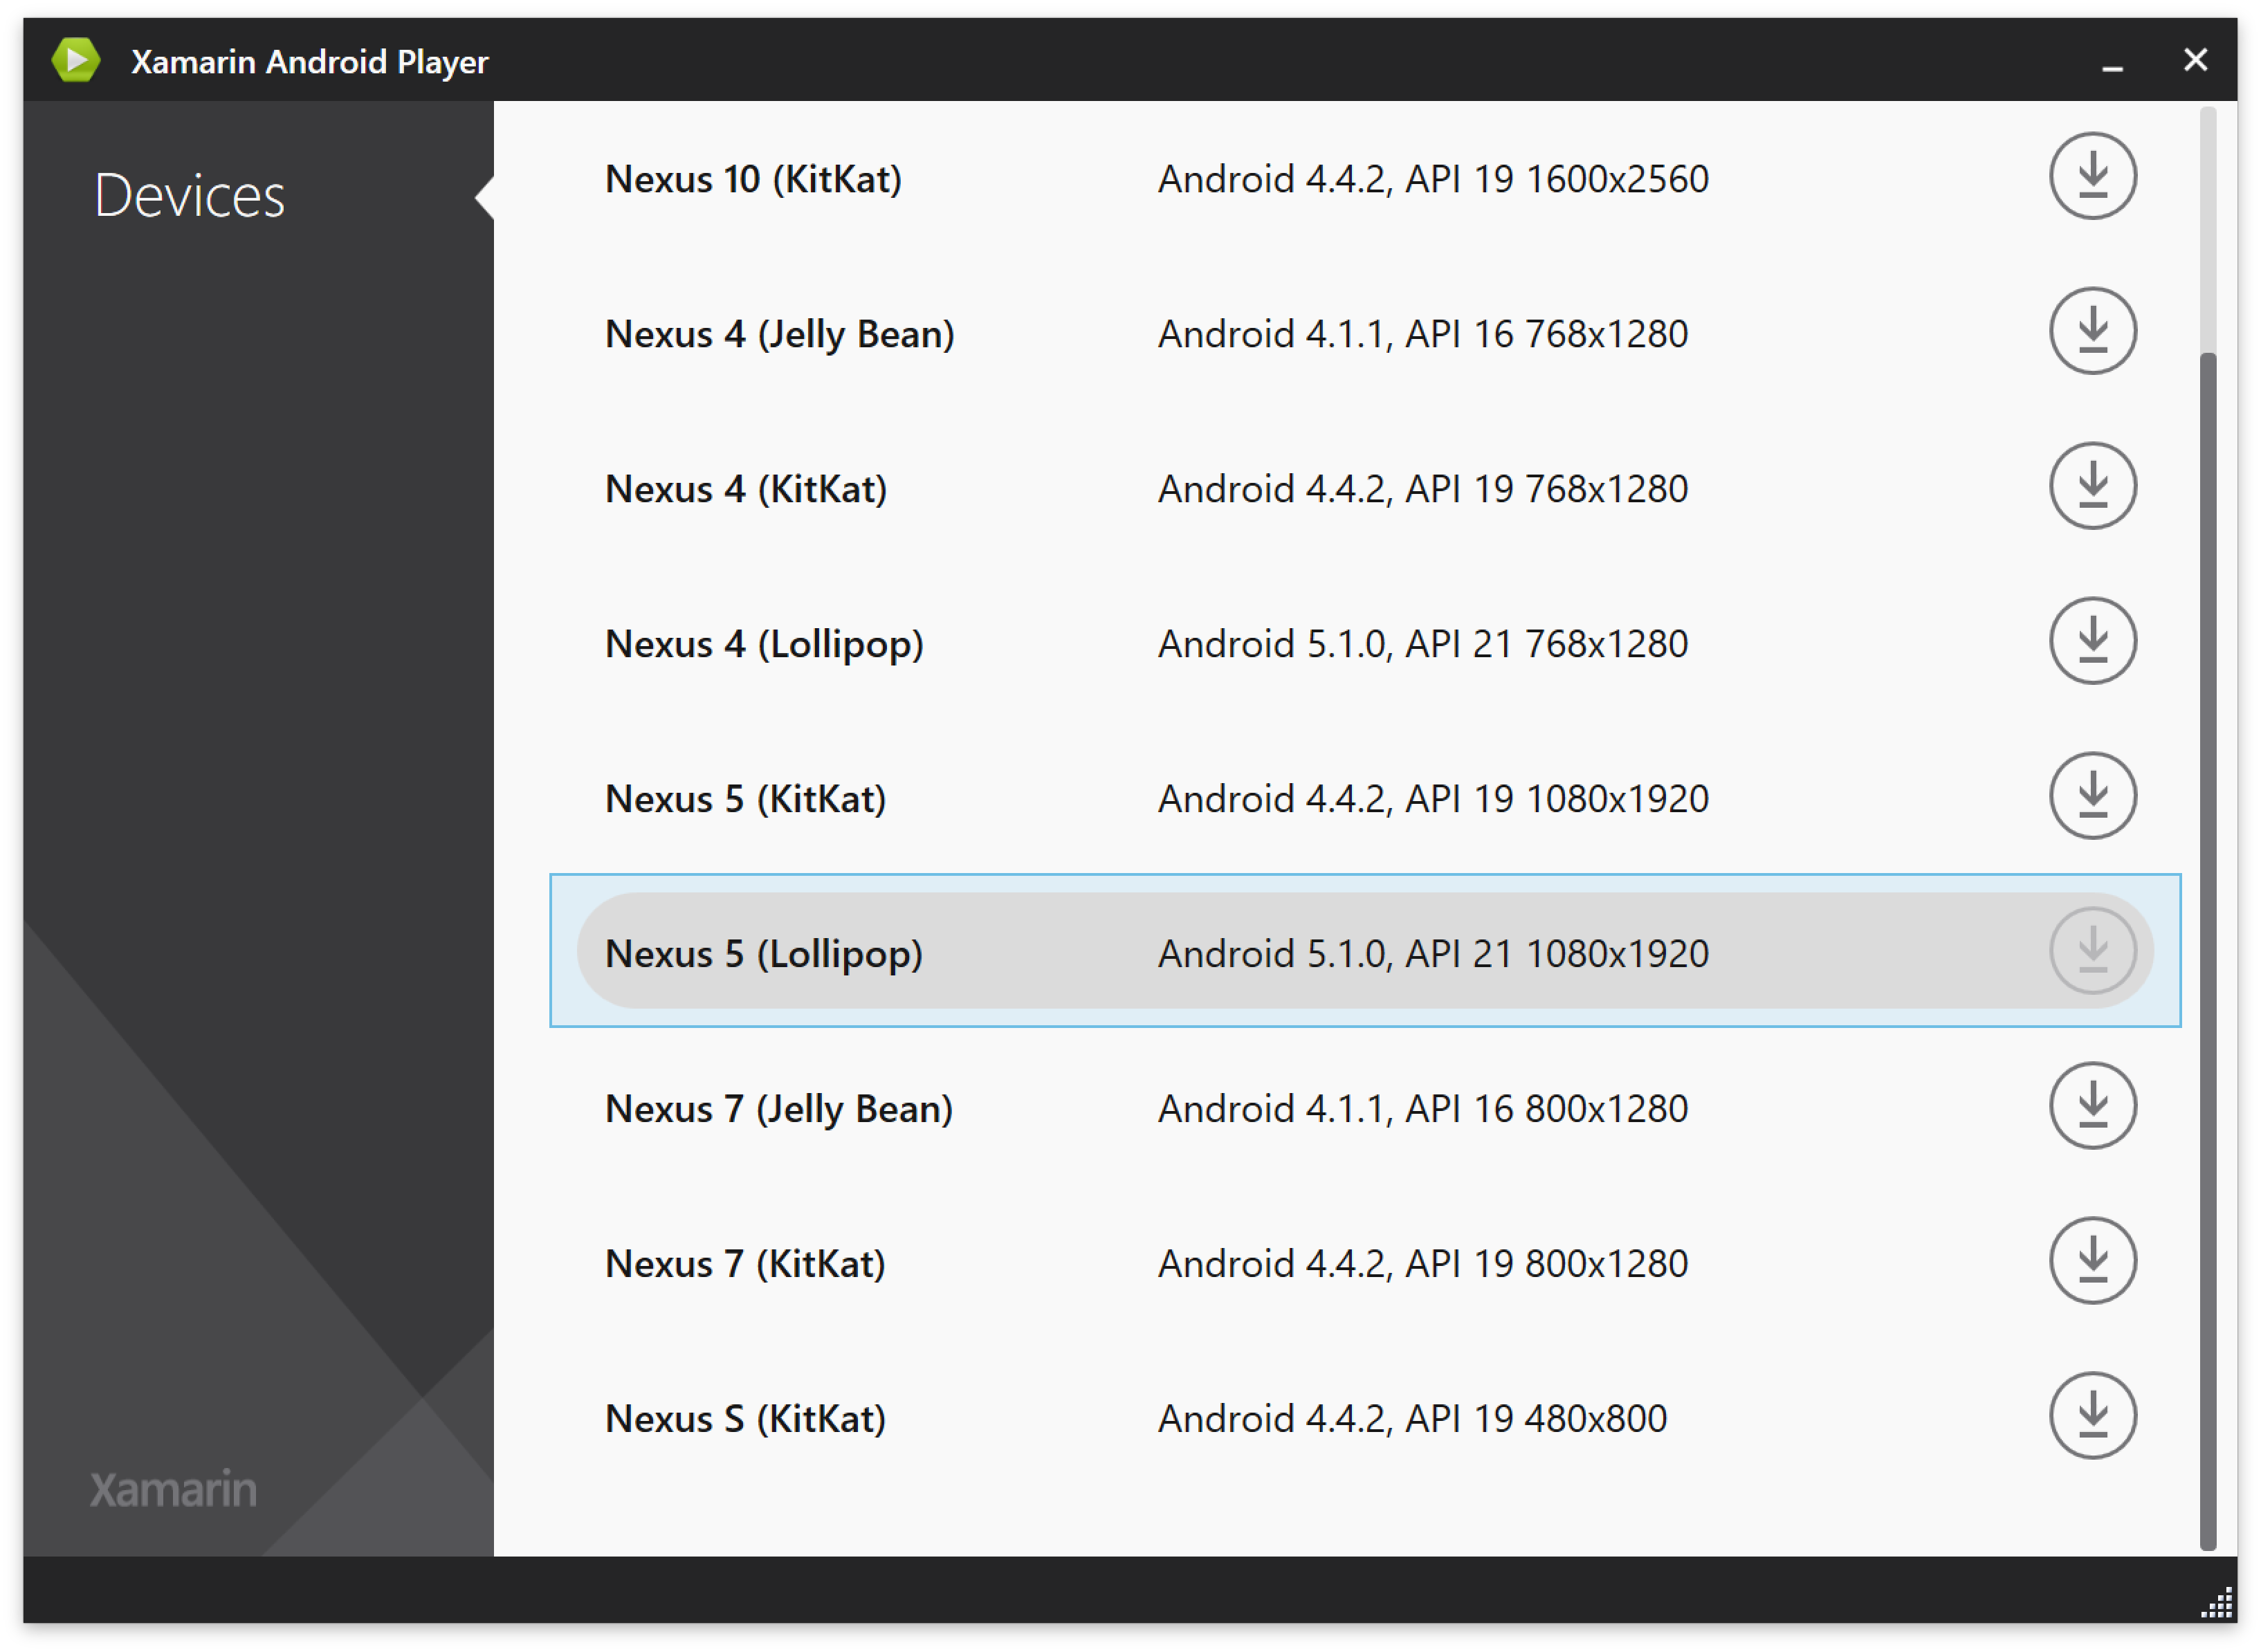 Xamarin Android Player
Devices
Nexus 10 (KitKat) Android 4.4.2, API 19 1600x2560
Nexus 4 (Jelly Bean) Android 4.1.1, API 16 768x1280
Nexus 4 (KitKat) Android 4.4.2, API 19 768x1280
Nexus 4 (Lollipop) Android 5.1.0, API 21 768x1280
Nexus 5 (KitKat) Android 4.4.2, API 19 1080x1920
Nexus 5 (Lollipop) Android 5.1.0, API 21 1080x1920
Nexus 7 (Jelly Bean) Android 4.1.1, API 16 800x1280
Nexus 7 (KitKat) Android 4.4.2, API 19 800x1280
Nexus S (KitKat) Android 4.4.2, API 19 480x800
Xamarin